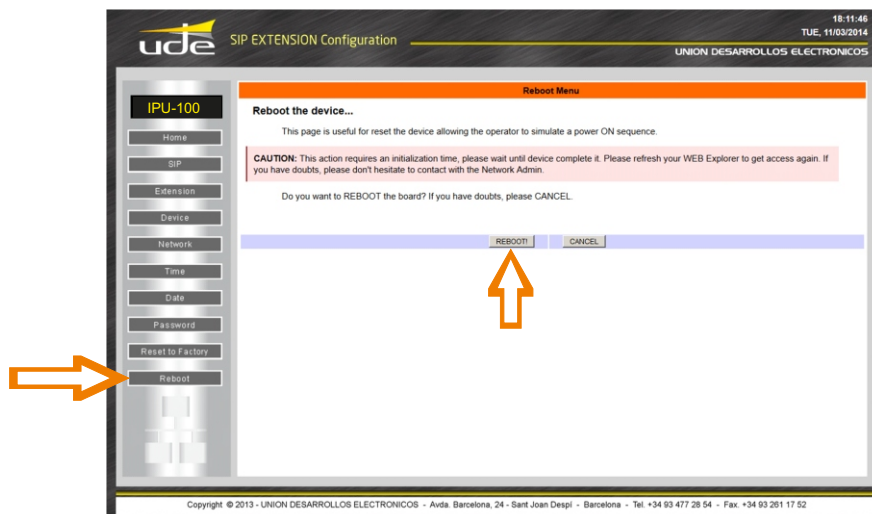 18:11:46
TUE, 11/03/2014
ude SIP EXTENSION Configuration
UNION DESARROLLOS ELECTRONICOS
IPU-100
Home
SIP
Extension
Device
Network
Time
Date
Password
Reset to Factory
Reboot
Reboot Menu
Reboot the device...
This page is useful for reset the device allowing the operator to simulate a power ON sequence.
CAUTION: This action requires an initialization time, please wait until device complete it. Please refresh your WEB Explorer to get access again. If
you have doubts, please don't hesitate to contact with the Network Admin.
Do you want to REBOOT the board? If you have doubts, please CANCEL.
REBOOT! CANCEL
Copyright © 2013 - UNION DESARROLLOS ELECTRONICOS - Avda. Barcelona, 24 - Sant Joan Despí - Barcelona - Tel. +34 93 477 28 54 - Fax. +34 93 261 17 52